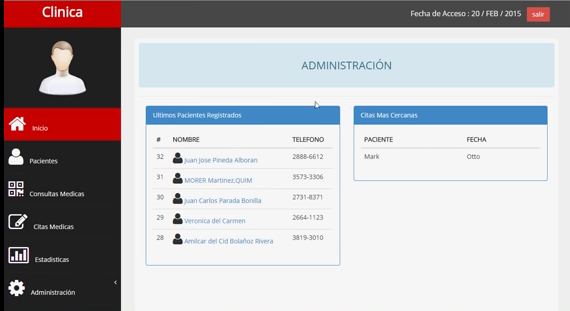 Clinica
Fecha de Acceso : 20 / FEB / 2015 salir
ADMINISTRACIÓN
Inicio
Pacientes
Consultas Medicas
Citas Medicas
Estadisticas
Administración
Ultimos Pacientes Registrados
# NOMBRE TELEFONO
32 Juan Jose Pineda Alboran 2888-6612
31 MORER Martinez,QUIM 3573-3306
30 Juan Carlos Parada Bonilla 2731-8371
29 Veronica del Carmen 2664-1123
28 Amilcar del Cid Bolañoz Rivera 3819-3010
Citas Mas Cercanas
PACIENTE FECHA
Mark Otto